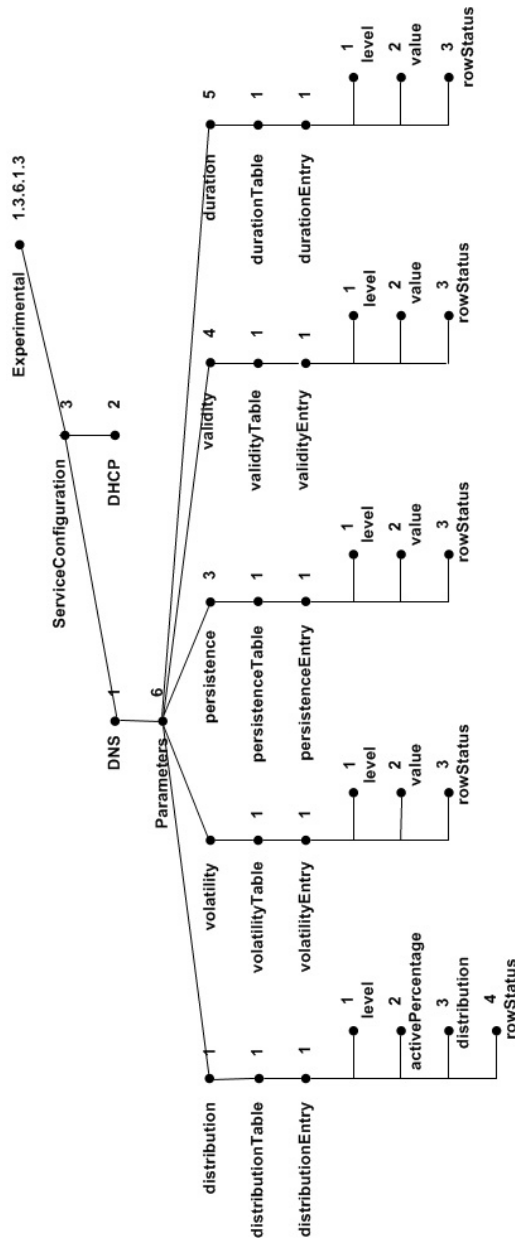 Experimental 1.3.6.1.3
ServiceConfiguration 3
DNS 1
DHCP 2
Parameters 6
distribution 1
volatility
persistence 3
validity 4
duration 5
distributionTable 1
volatilityTable 1
persistenceTable 1
validityTable 1
durationTable 1
distributionEntry 1
volatilityEntry 1
persistenceEntry 1
validityEntry 1
durationEntry 1
1
level
1
level
1
level
1
level
1
level
2
activePercentage
2
value
2
value
2
value
2
value
3
distribution
3
rowStatus
3
rowStatus
3
rowStatus
3
rowStatus
4
rowStatus